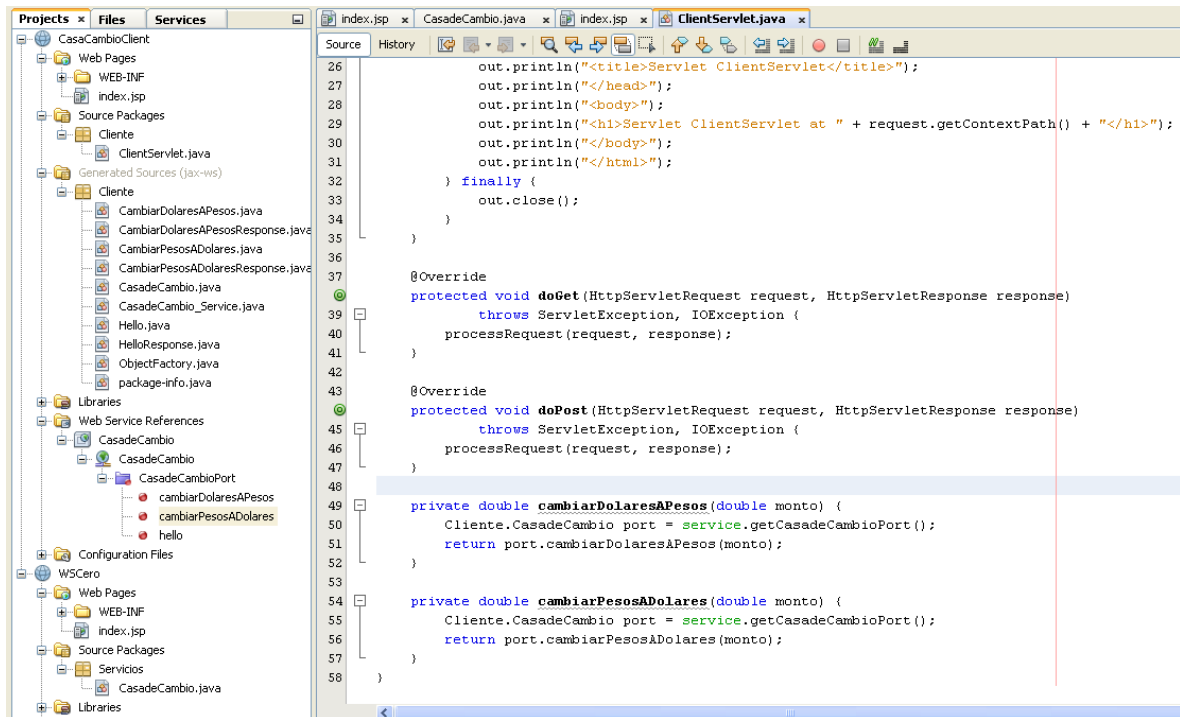 Projects × Files Services
CasaCambioClient
Web Pages
WEB-INF
index.jsp
Source Packages
Cliente
ClientServlet.java
Generated Sources (jax-ws)
Cliente
CambiarDolaresAPesos.java
CambiarDolaresAPesosResponse.java
CambiarPesosADolares.java
CambiarPesosADolaresResponse.java
CasadeCambio.java
CasadeCambio_Service.java
Hello.java
HelloResponse.java
ObjectFactory.java
package-info.java
Libraries
Web Service References
CasadeCambio
CasadeCambio
CasadeCambioPort
cambiarDolaresAPesos
cambiarPesosADolares
hello
Configuration Files
WSCero
Web Pages
WEB-INF
index.jsp
Source Packages
Servicios
CasadeCambio.java
Libraries
index.jsp × CasadeCambio.java × index.jsp × ClientServlet.java ×
Source History
26 out.println("<title>Servlet ClientServlet</title>");
27 out.println("</head>");
28 out.println("<body>");
29 out.println("<h1>Servlet ClientServlet at " + request.getContextPath() + "</h1>");
30 out.println("</body>");
31 out.println("</html>");
32 } finally {
33 out.close();
34 }
35 }
36
37 @Override
protected void doGet(HttpServletRequest request, HttpServletResponse response)
39 throws ServletException, IOException {
40 processRequest(request, response);
41 }
42
43 @Override
protected void doPost(HttpServletRequest request, HttpServletResponse response)
45 throws ServletException, IOException {
46 processRequest(request, response);
47 }
48
49 private double cambiarDolaresAPesos(double monto) {
50 Cliente.CasadeCambio port = service.getCasadeCambioPort();
51 return port.cambiarDolaresAPesos(monto);
52 }
53
54 private double cambiarPesosADolares(double monto) {
55 Cliente.CasadeCambio port = service.getCasadeCambioPort();
56 return port.cambiarPesosADolares(monto);
57 }
58 }